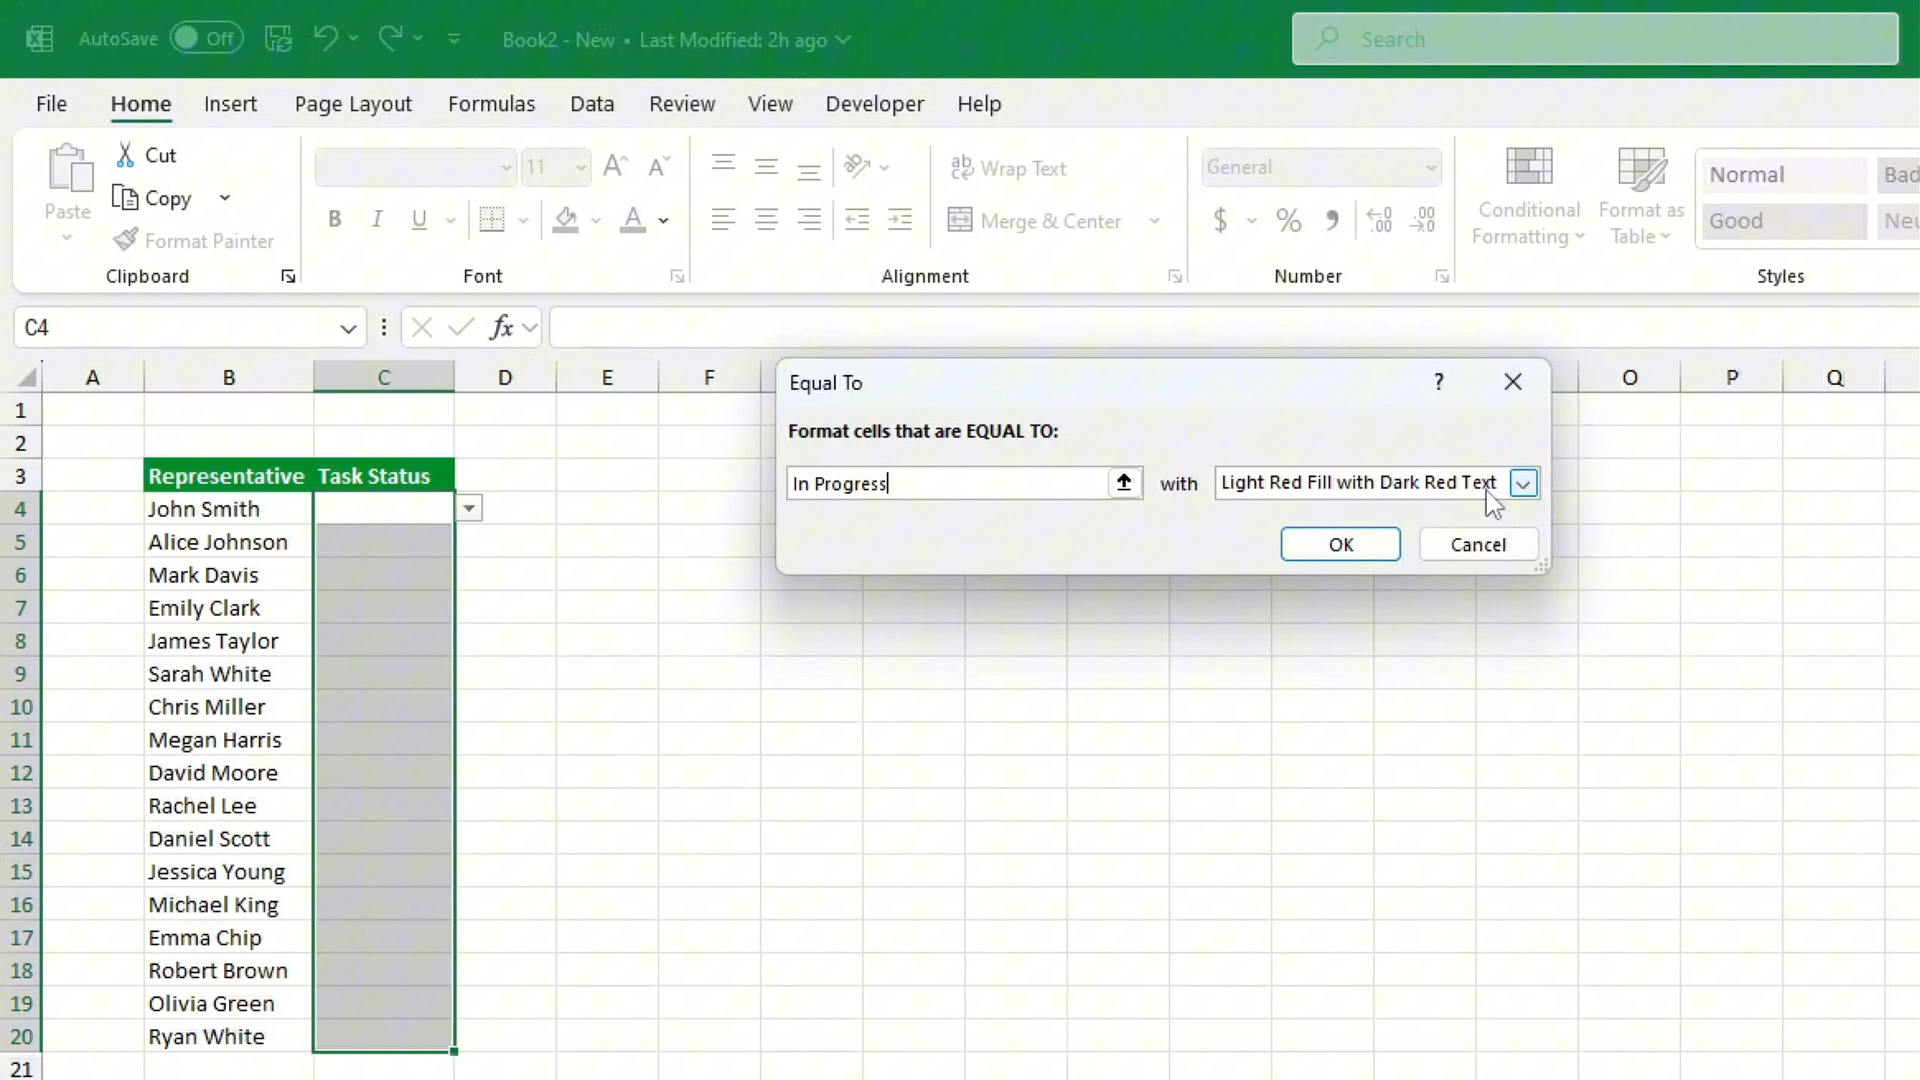 AutoSave Off Book2 - New • Last Modified: 2h ago Search
File Home Insert Page Layout Formulas Data Review View Developer Help
Paste
Cut
Copy
Format Painter
Clipboard
11
B I U
Font
Wrap Text
Merge & Center
Alignment
General
$ % ,
Number
Conditional Formatting
Format as Table
Normal Bad
Good Neu
Styles
C4 fx
A B C D E F O P Q
Equal To ?
Format cells that are EQUAL TO:
In Progress with Light Red Fill with Dark Red Text
OK Cancel
1
2
3 Representative Task Status
4 John Smith
5 Alice Johnson
6 Mark Davis
7 Emily Clark
8 James Taylor
9 Sarah White
10 Chris Miller
11 Megan Harris
12 David Moore
13 Rachel Lee
14 Daniel Scott
15 Jessica Young
16 Michael King
17 Emma Chip
18 Robert Brown
19 Olivia Green
20 Ryan White
21